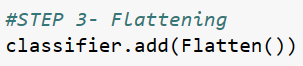 #STEP 3- Flattening
classifier.add(Flatten())